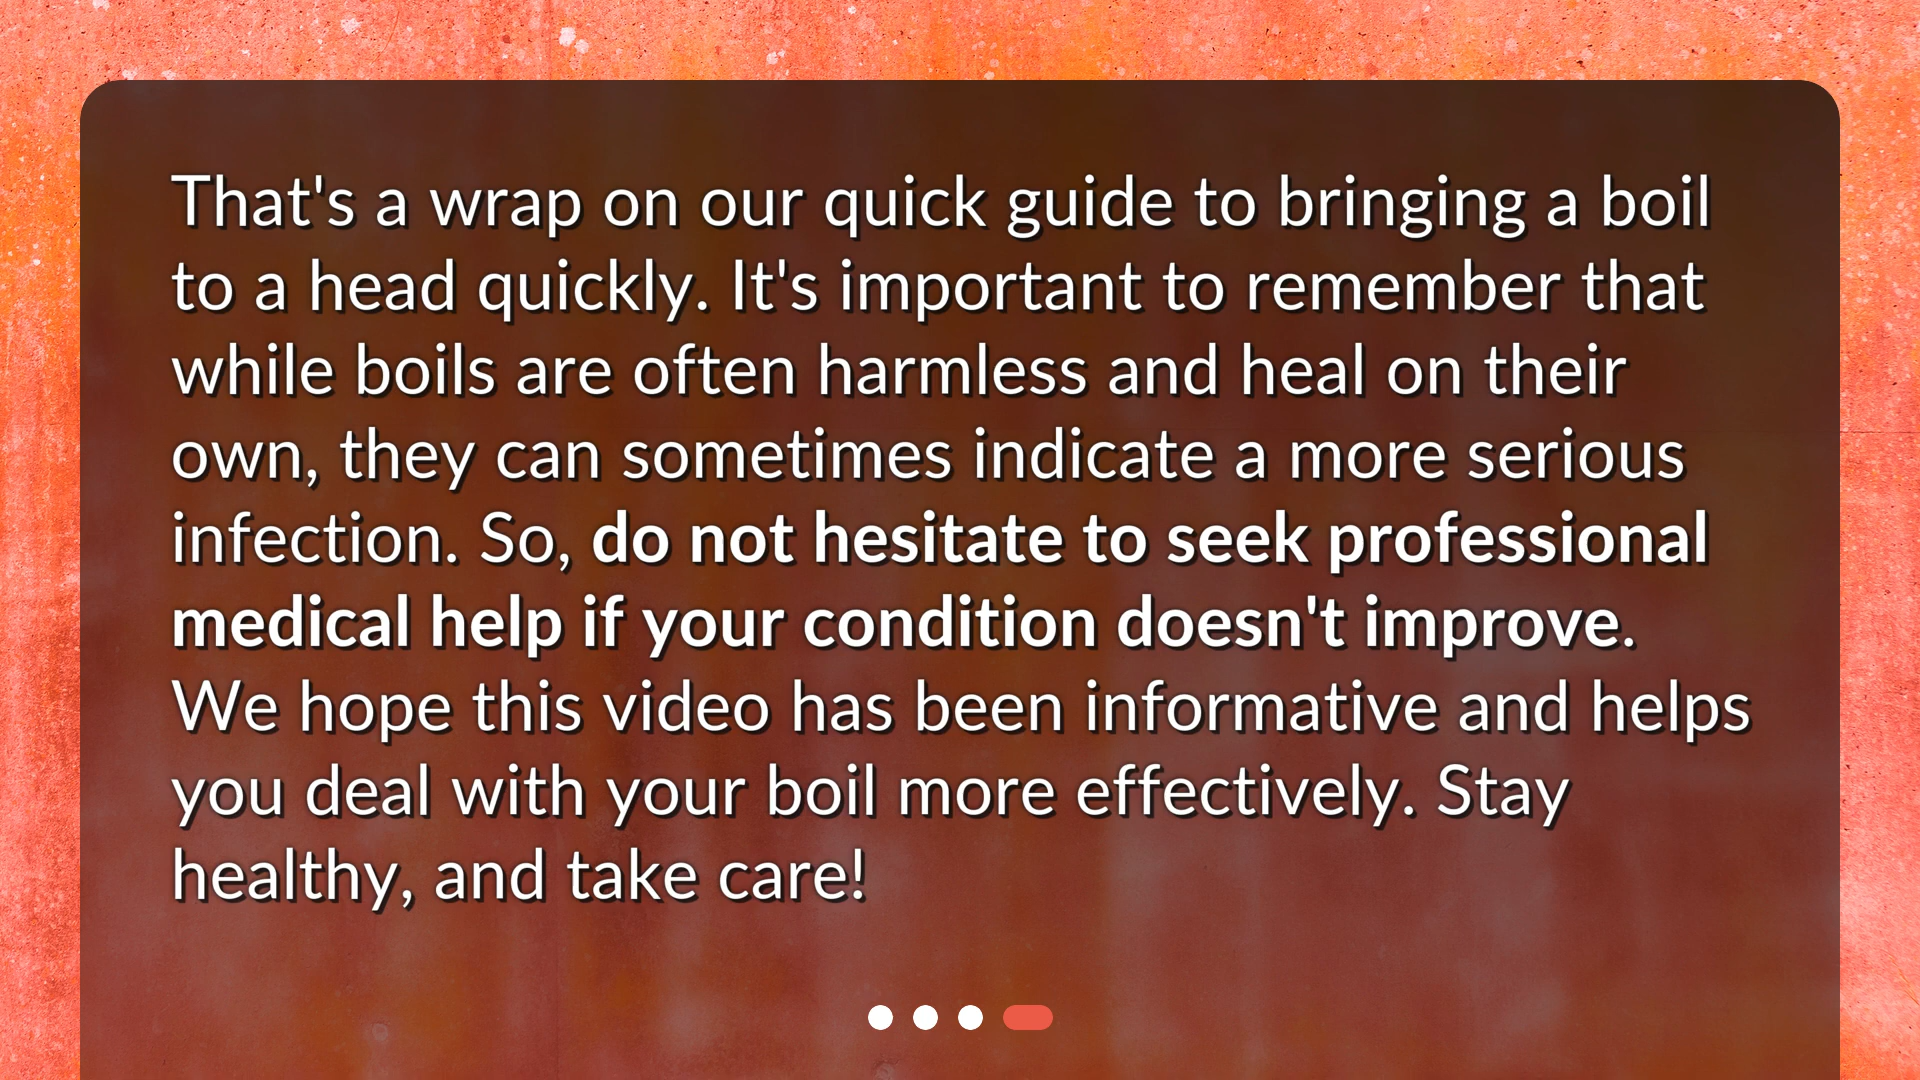 That's a wrap on our quick guide to bringing a boil
to a head quickly. It's important to remember that
while boils are often harmless and heal on their
own, they can sometimes indicate a more serious
infection. So, do not hesitate to seek professional
medical help if your condition doesn't improve.
We hope this video has been informative and helps
you deal with your boil more effectively. Stay
healthy, and take care!